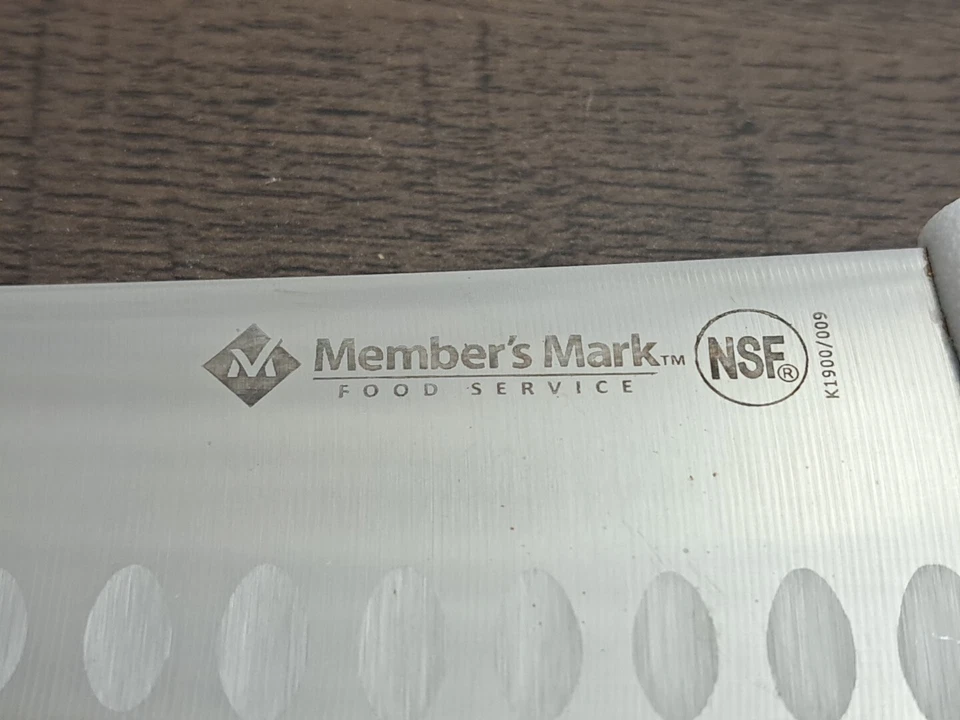 Member's Mark™
FOOD SERVICE
NSF®
K1900/009